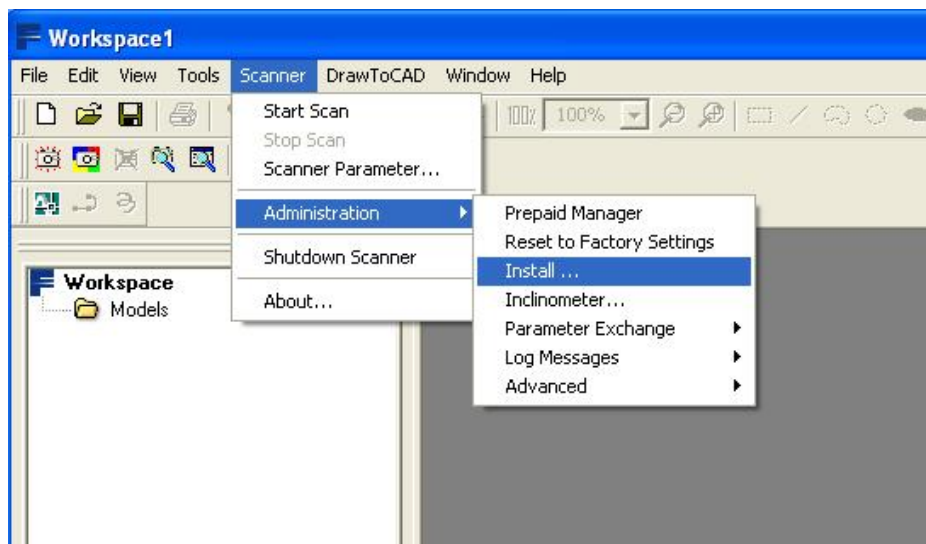 Workspace1
File Edit View Tools Scanner DrawToCAD Window Help
100% 100%
Start Scan
Stop Scan
Scanner Parameter...
Administration
Shutdown Scanner
About...
Prepaid Manager
Reset to Factory Settings
Install ...
Inclinometer...
Parameter Exchange
Log Messages
Advanced
Workspace
Models